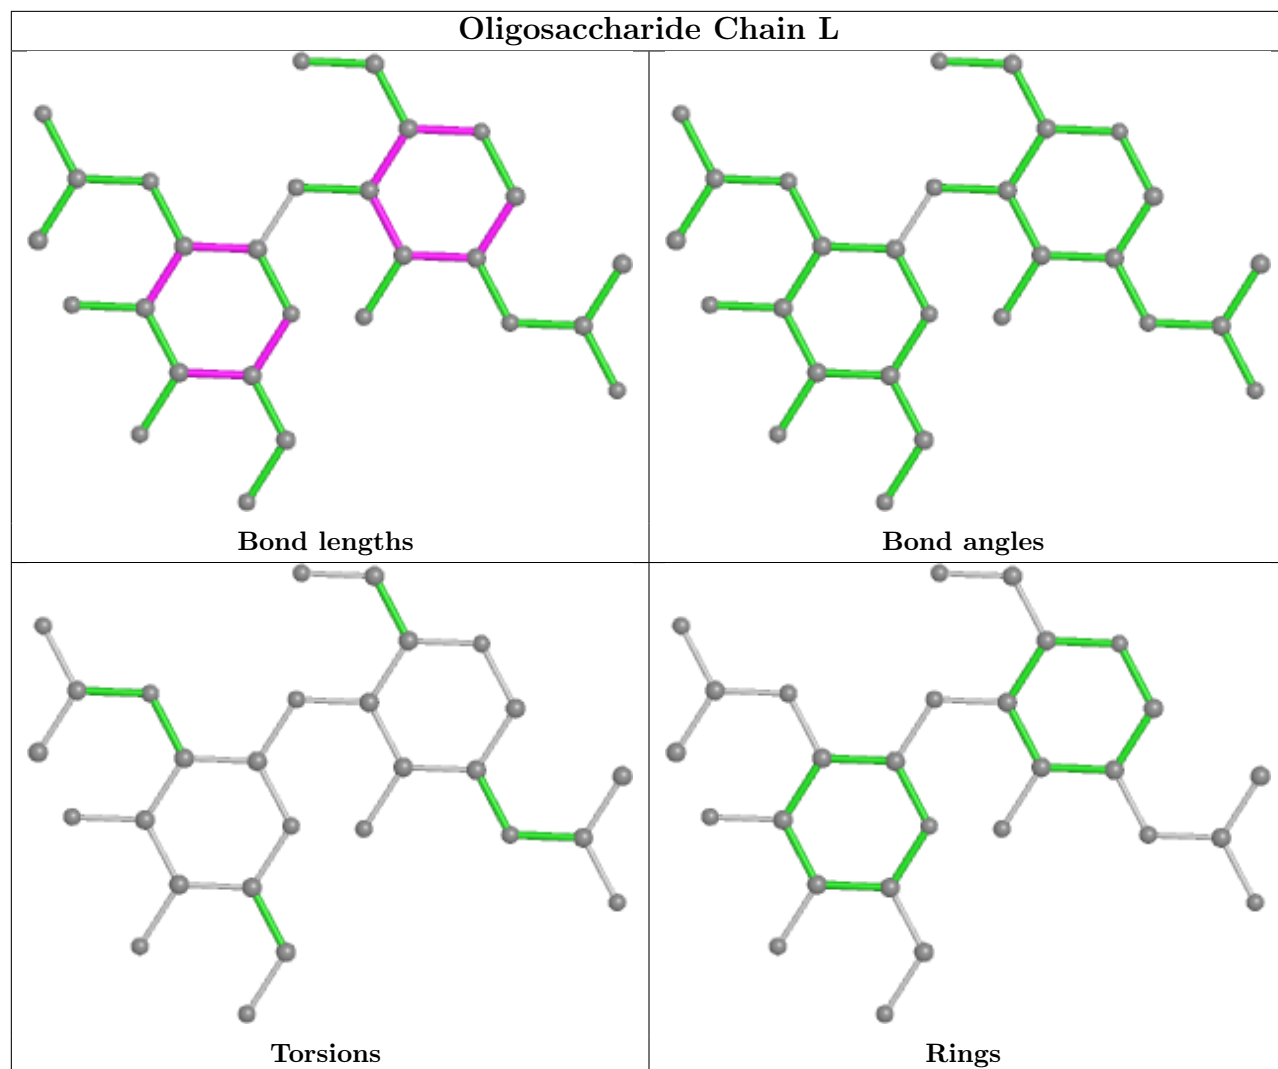 Oligosaccharide Chain L
Bond lengths
Bond angles
Torsions
Rings